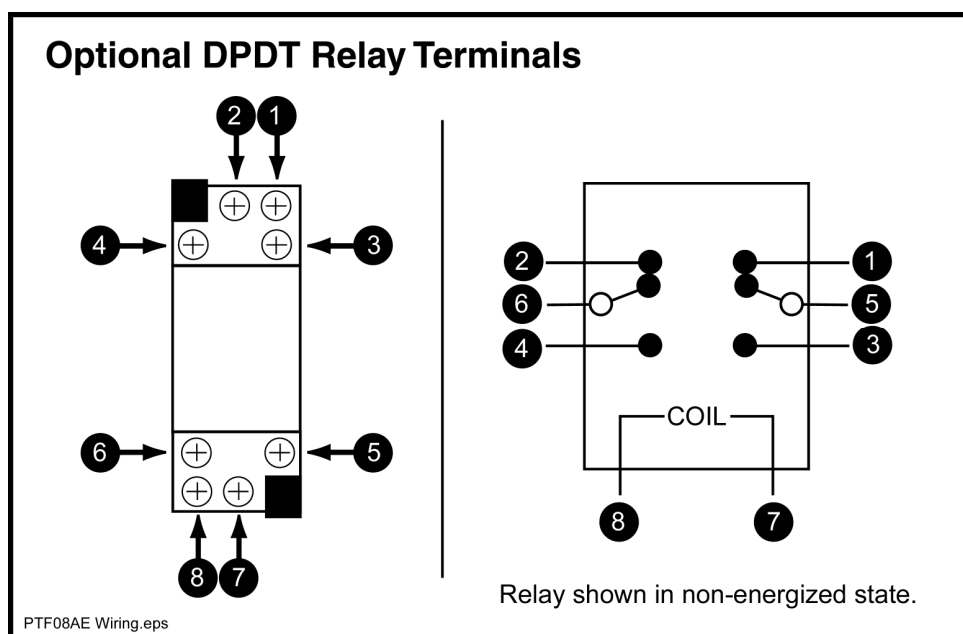 Optional DPDT Relay Terminals
2 1
4 3
6 5
8 7
2 1
6 5
4 3
COIL
8 7
Relay shown in non-energized state.
PTF08AE Wiring.eps